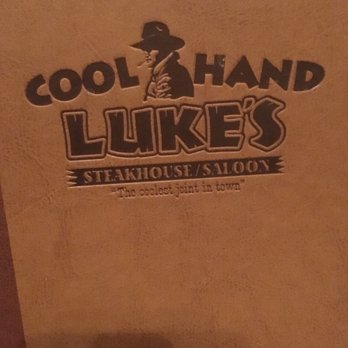 COOL HAND
LUKE'S
STEAKHOUSE/SALOON
"The coolest joint in town"